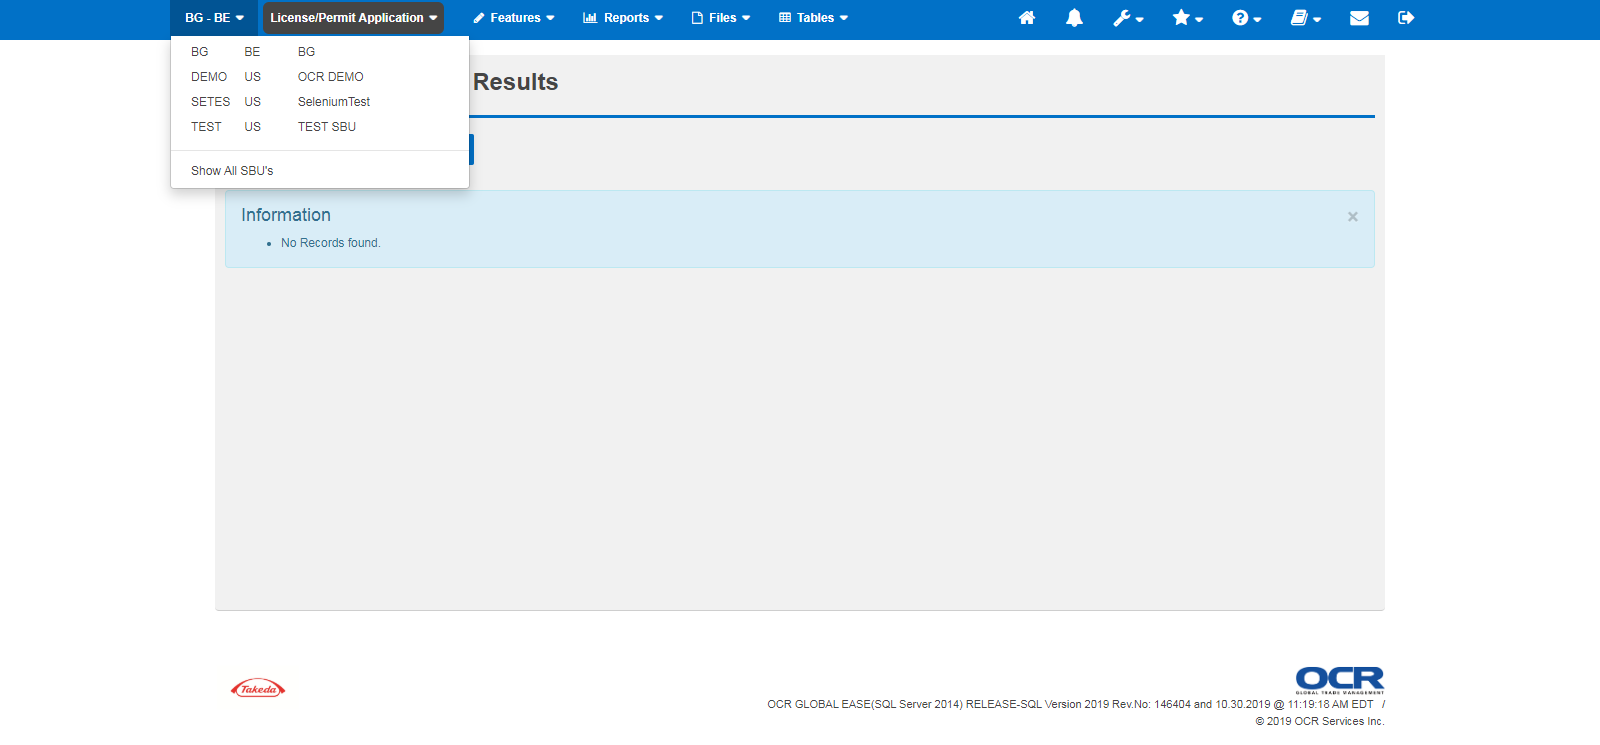 BG - BE License/Permit Application Features Reports Files Tables
BG BE BG
DEMO US OCR DEMO
SETES US SeleniumTest
TEST US TEST SBU
Show All SBU's
Results
Information ×
• No Records found.
Takeda
OCR
GLOBAL TRADE MANAGEMENT
OCR GLOBAL EASE(SQL Server 2014) RELEASE-SQL Version 2019 Rev.No: 146404 and 10.30.2019 @ 11:19:18 AM EDT /
© 2019 OCR Services Inc.